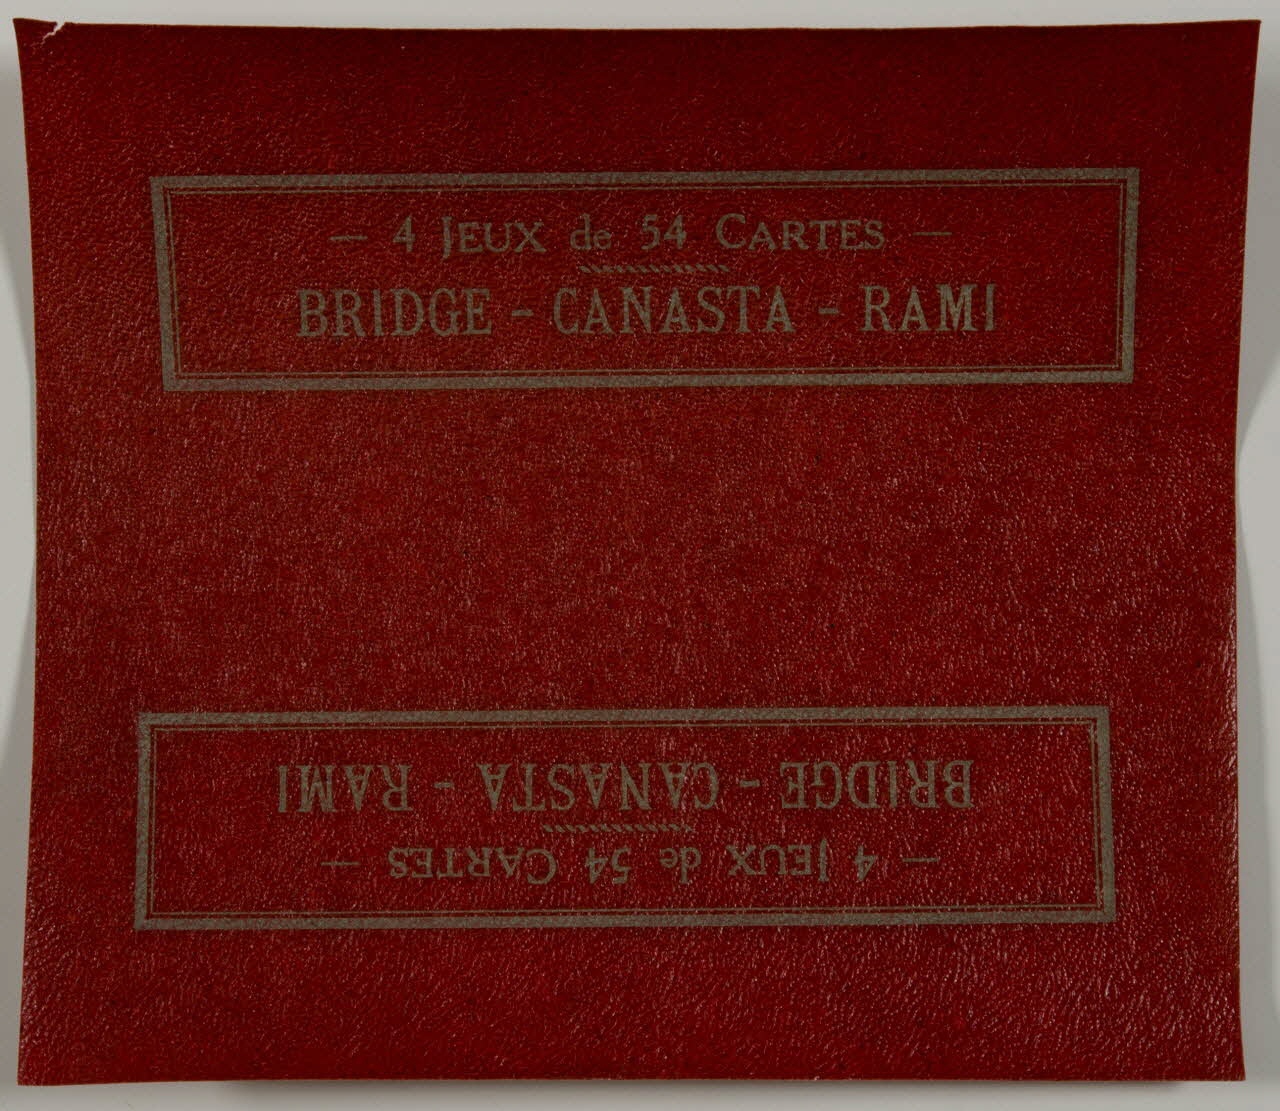 — 4 JEUX de 54 CARTES —
BRIDGE - CANASTA - RAMI
— 4 JEUX de 54 CARTES —
BRIDGE - CANASTA - RAMI